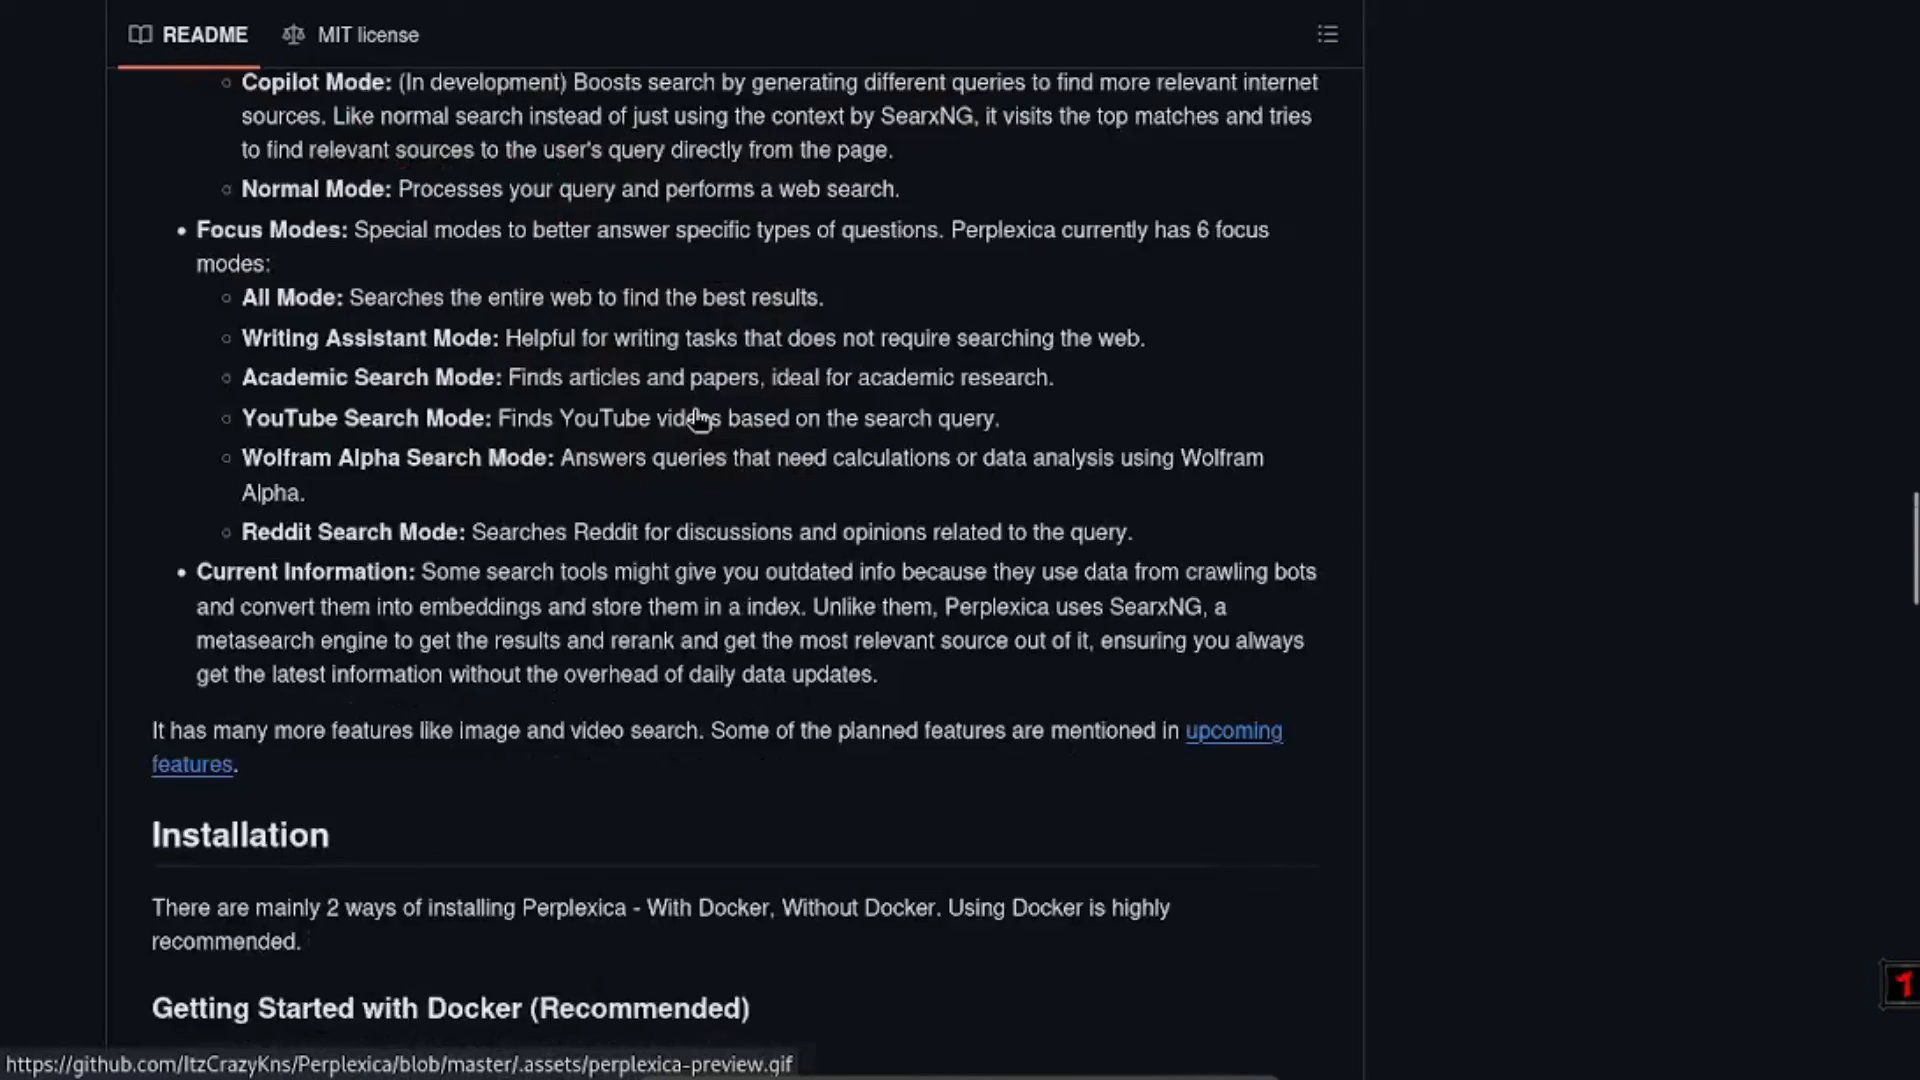 README MIT license
Copilot Mode: (In development) Boosts search by generating different queries to find more relevant internet
sources. Like normal search instead of just using the context by SearxNG, it visits the top matches and tries
to find relevant sources to the user's query directly from the page.
Normal Mode: Processes your query and performs a web search.
Focus Modes: Special modes to better answer specific types of questions. Perplexica currently has 6 focus
modes:
All Mode: Searches the entire web to find the best results.
Writing Assistant Mode: Helpful for writing tasks that does not require searching the web.
Academic Search Mode: Finds articles and papers, ideal for academic research.
YouTube Search Mode: Finds YouTube videos based on the search query.
Wolfram Alpha Search Mode: Answers queries that need calculations or data analysis using Wolfram
Alpha.
Reddit Search Mode: Searches Reddit for discussions and opinions related to the query.
Current Information: Some search tools might give you outdated info because they use data from crawling bots
and convert them into embeddings and store them in a index. Unlike them, Perplexica uses SearxNG, a
metasearch engine to get the results and rerank and get the most relevant source out of it, ensuring you always
get the latest information without the overhead of daily data updates.
It has many more features like image and video search. Some of the planned features are mentioned in upcoming
features.
Installation
There are mainly 2 ways of installing Perplexica - With Docker, Without Docker. Using Docker is highly
recommended.
Getting Started with Docker (Recommended)
https://github.com/ItzCrazyKns/Perplexica/blob/master/.assets/perplexica-preview.gif
1